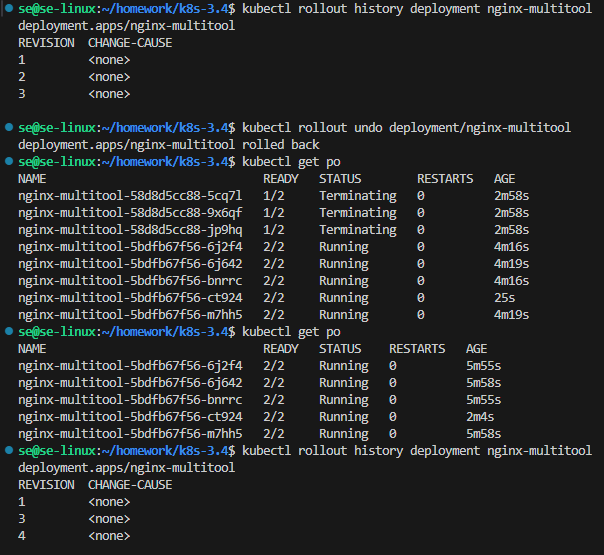 se@se-linux:~/homework/k8s-3.4$ kubectl rollout history deployment nginx-multitool
deployment.apps/nginx-multitool
REVISION  CHANGE-CAUSE
1         <none>
2         <none>
3         <none>
se@se-linux:~/homework/k8s-3.4$ kubectl rollout undo deployment/nginx-multitool
deployment.apps/nginx-multitool rolled back
se@se-linux:~/homework/k8s-3.4$ kubectl get po
NAME                               READY   STATUS        RESTARTS   AGE
nginx-multitool-58d8d5cc88-5cq7l   1/2     Terminating   0          2m58s
nginx-multitool-58d8d5cc88-9x6qf   1/2     Terminating   0          2m58s
nginx-multitool-58d8d5cc88-jp9hq   1/2     Terminating   0          2m58s
nginx-multitool-5bdfb67f56-6j2f4   2/2     Running       0          4m16s
nginx-multitool-5bdfb67f56-6j642   2/2     Running       0          4m19s
nginx-multitool-5bdfb67f56-bnrrc   2/2     Running       0          4m16s
nginx-multitool-5bdfb67f56-ct924   2/2     Running       0          25s
nginx-multitool-5bdfb67f56-m7hh5   2/2     Running       0          4m19s
se@se-linux:~/homework/k8s-3.4$ kubectl get po
NAME                               READY   STATUS    RESTARTS   AGE
nginx-multitool-5bdfb67f56-6j2f4   2/2     Running   0          5m55s
nginx-multitool-5bdfb67f56-6j642   2/2     Running   0          5m58s
nginx-multitool-5bdfb67f56-bnrrc   2/2     Running   0          5m55s
nginx-multitool-5bdfb67f56-ct924   2/2     Running   0          2m4s
nginx-multitool-5bdfb67f56-m7hh5   2/2     Running   0          5m58s
se@se-linux:~/homework/k8s-3.4$ kubectl rollout history deployment nginx-multitool
deployment.apps/nginx-multitool
REVISION  CHANGE-CAUSE
1         <none>
3         <none>
4         <none>